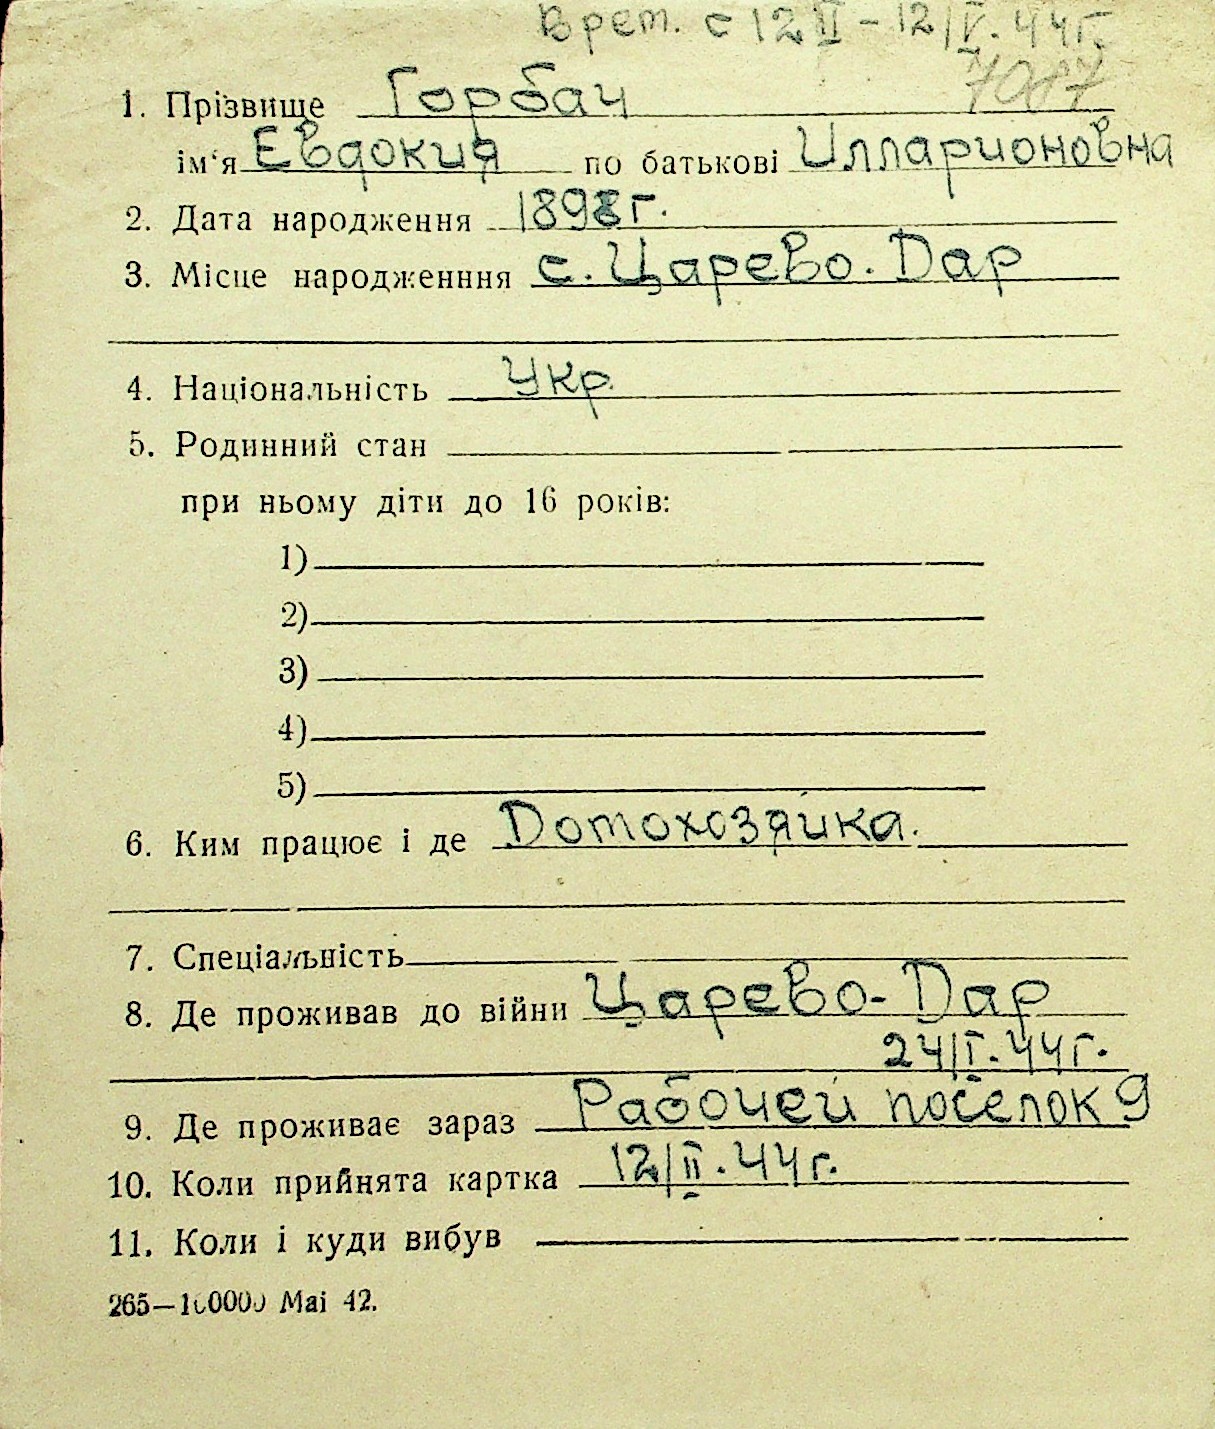 Врем. с 12 II – 12/V. 44г.
7087
1. Прізвище Горбач
ім‘я Евдокия по батькові Илларионовна
2. Дата народження 1898г.
3. Місце народженння с. Царево. Дар
4. Національність Укр.
5. Родинний стан
при ньому діти до 16 років:
1)
2)
3)
4)
5)
6. Ким працює і де Домохозяйка.
7. Спеціальність
8. Де проживав до війни Царево-Дар
24/I. 44г.
9. Де проживає зараз Рабочей поселок 9
10. Коли прийнята картка 12/II. 44г.
11. Коли і куди вибув
265—100000 Mai 42.